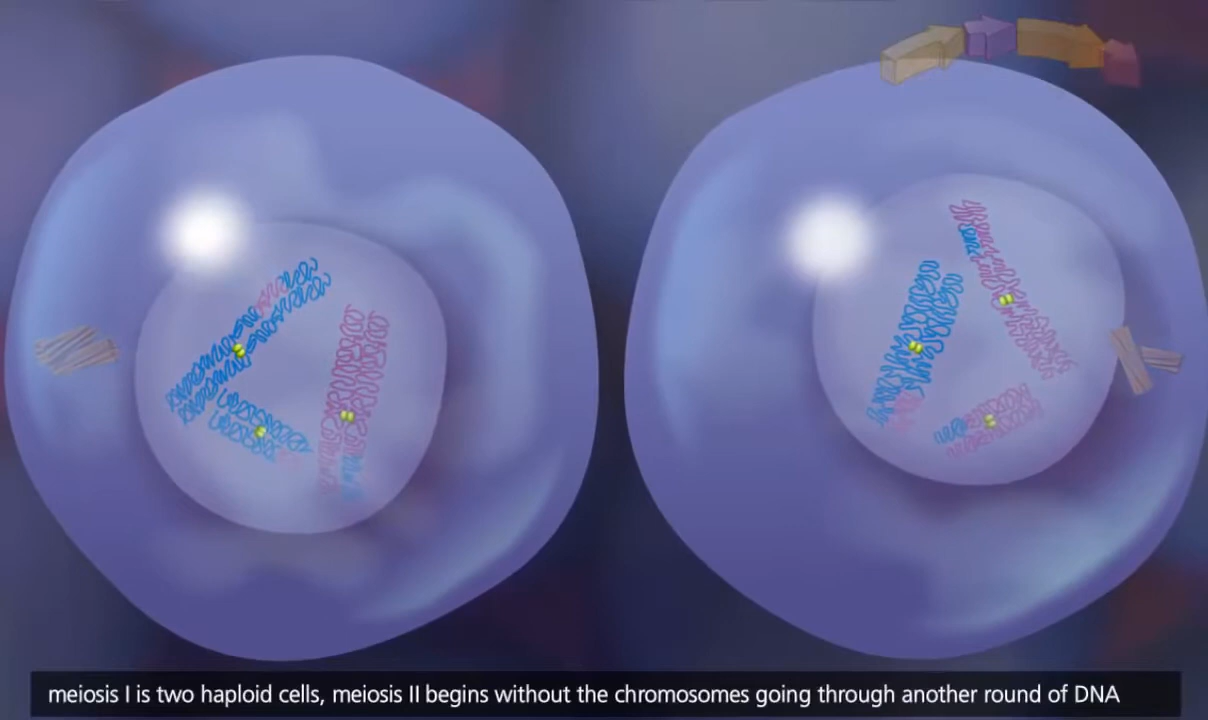 meiosis I is two haploid cells, meiosis II begins without the chromosomes going through another round of DNA